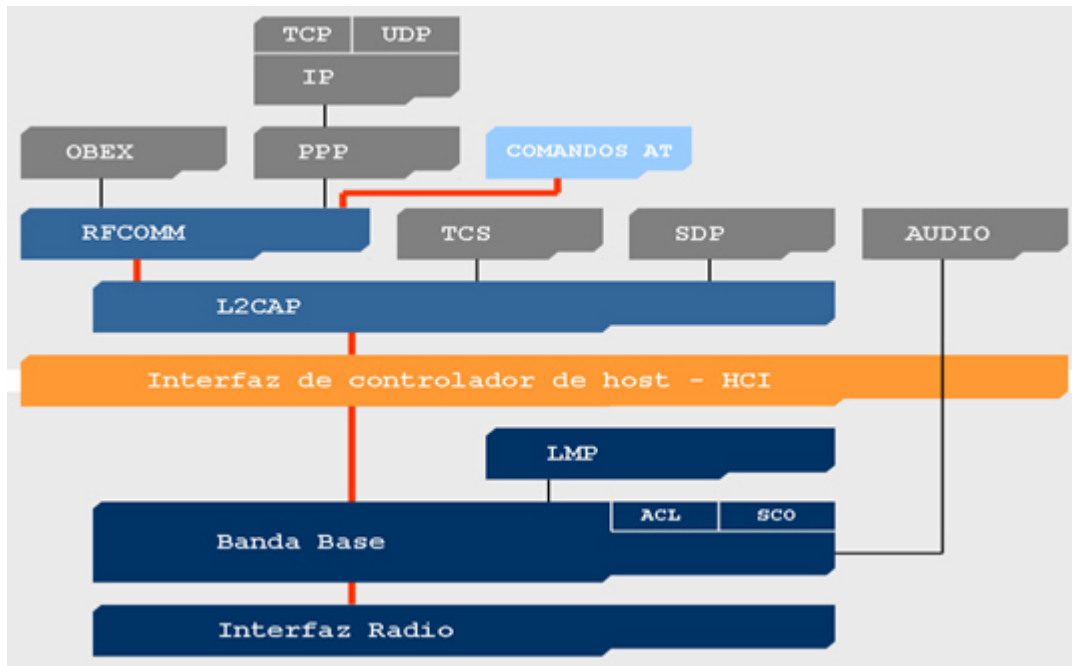 TCP UDP
IP
OBEX PPP COMANDOS AT
RFCOMM TCS SDP AUDIO
L2CAP
Interfaz de controlador de host - HCI
LMP
ACL SCO
Banda Base
Interfaz Radio